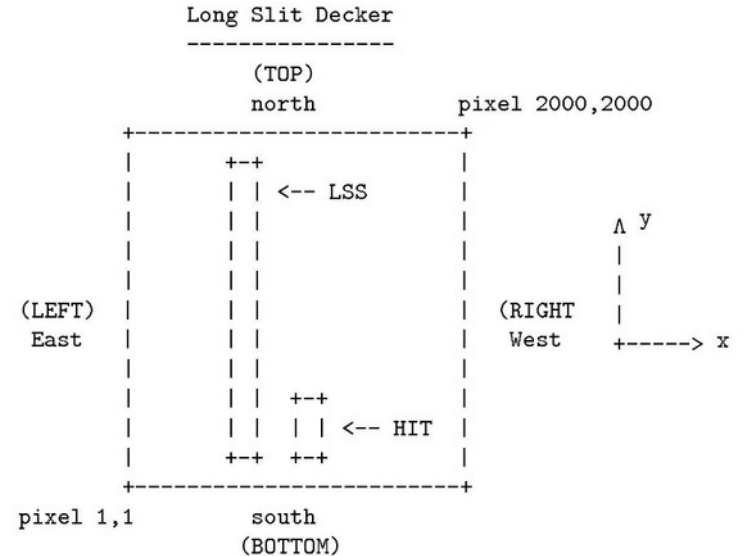 Long Slit Decker
----------------
(TOP)
north pixel 2000,2000
+--------------------------+
| +-+ |
| | | <-- LSS |
| | | | ʌ y
| | | | |
| | | | |
(LEFT) | | | | (RIGHT |
East | | | | West +-----> x
| | | |
| | | +-+ |
| | | | | <-- HIT |
| +-+ +-+ |
+--------------------------+
pixel 1,1 south
(BOTTOM)